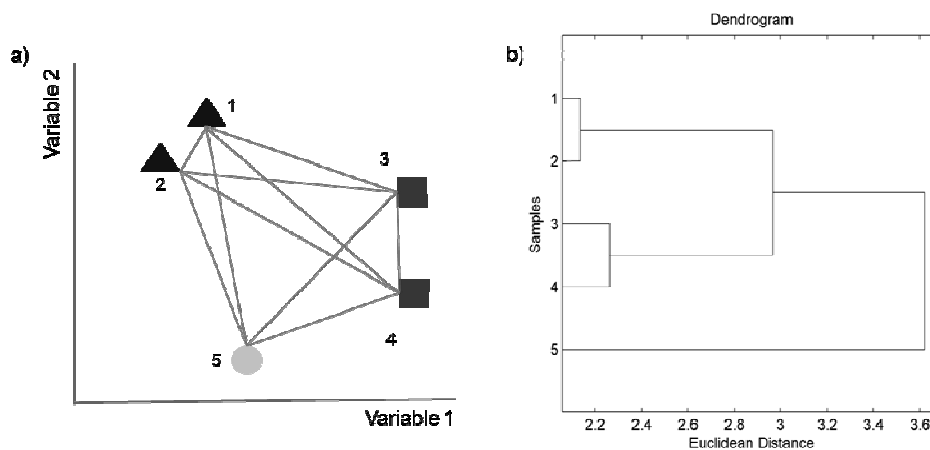 a)
Variable 2
1
2
3
4
5
Variable 1
b)
Dendrogram
Samples
1
2
3
4
5
2.2 2.4 2.6 2.8 3 3.2 3.4 3.6
Euclidean Distance